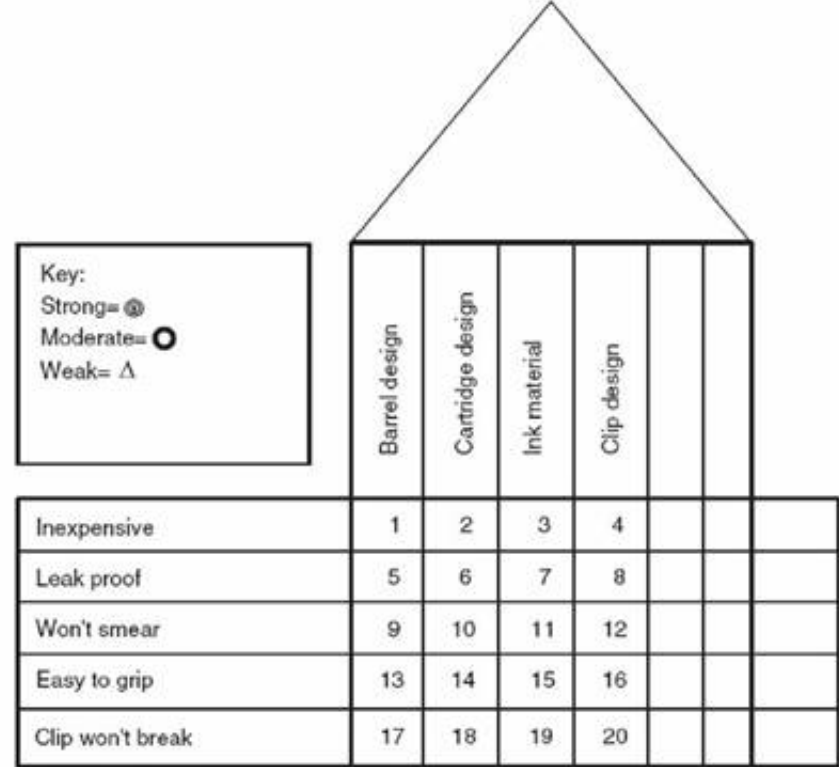 Key:
Strong=
Moderate=
Weak= Δ
Barrel design
Cartridge design
Ink material
Clip design
Inexpensive 1 2 3 4
Leak proof 5 6 7 8
Won't smear 9 10 11 12
Easy to grip 13 14 15 16
Clip won't break 17 18 19 20